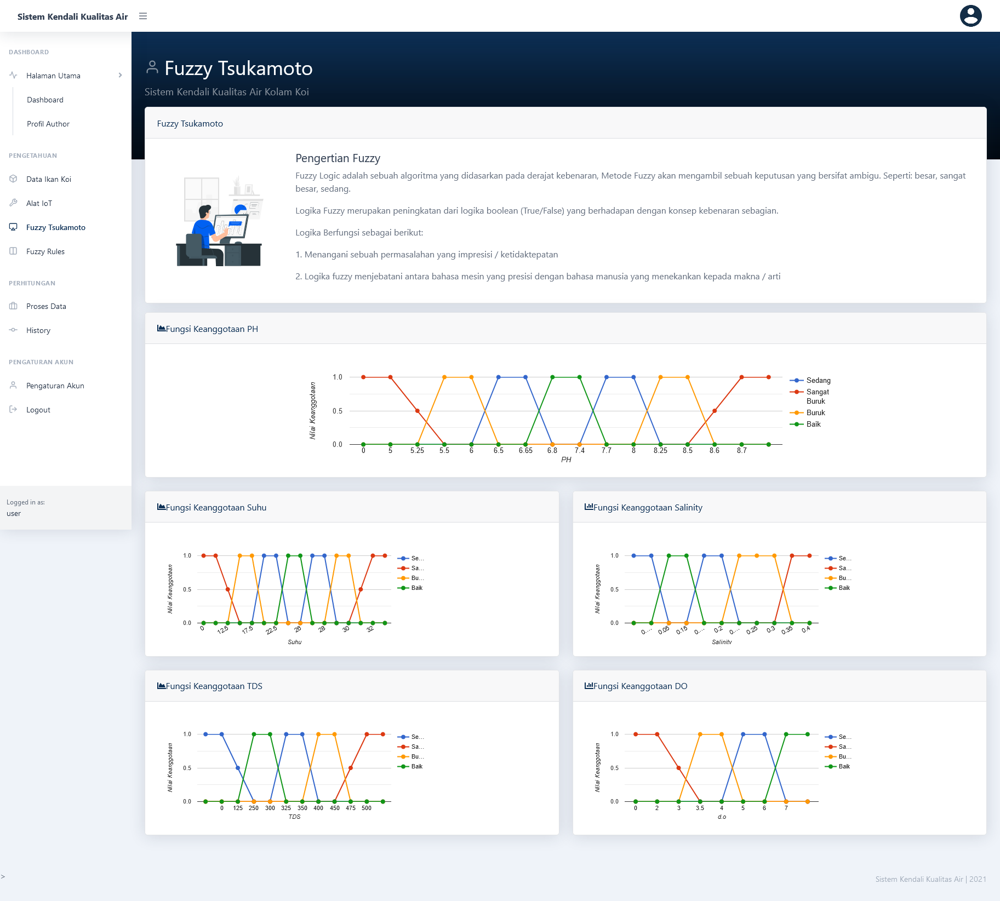 Sistem Kendali Kualitas Air
DASHBOARD
Halaman Utama
Dashboard
Profil Author
PENGETAHUAN
Data Ikan Koi
Alat IoT
Fuzzy Tsukamoto
Fuzzy Rules
PERHITUNGAN
Proses Data
History
PENGATURAN AKUN
Pengaturan Akun
Logout
Logged in as:
user
Fuzzy Tsukamoto
Sistem Kendali Kualitas Air Kolam Koi
Fuzzy Tsukamoto
Pengertian Fuzzy
Fuzzy Logic adalah sebuah algoritma yang didasarkan pada derajat kebenaran, Metode Fuzzy akan mengambil sebuah keputusan yang bersifat ambigu. Seperti: besar, sangat
besar, sedang.
Logika Fuzzy merupakan peningkatan dari logika boolean (True/False) yang berhadapan dengan konsep kebenaran sebagian.
Logika Berfungsi sebagai berikut:
1. Menangani sebuah permasalahan yang impresisi / ketidaktepatan
2. Logika fuzzy menjebatani antara bahasa mesin yang presisi dengan bahasa manusia yang menekankan kepada makna / arti
Fungsi Keanggotaan PH
Nilai Keanggotaan
1.0
0.5
0.0
0 5 5.25 5.5 6 6.5 6.65 6.8 7.4 7.7 8 8.25 8.5 8.6 8.7
PH
Sedang
Sangat
Buruk
Buruk
Baik
Fungsi Keanggotaan Suhu
Nilai Keanggotaan
1.0
0.5
0.0
0 12.5 17.5 22.5 26 28 30 32
Suhu
Se...
Sa...
Bu...
Baik
Fungsi Keanggotaan Salinity
Nilai Keanggotaan
1.0
0.5
0.0
0.… 0.05 0.15 0.… 0.2 0.… 0.25 0.3 0.35 0.4
Salinity
Se...
Sa...
Bu...
Baik
Fungsi Keanggotaan TDS
Nilai Keanggotaan
1.0
0.5
0.0
0 125 250 300 325 350 400 450 475 500
TDS
Se...
Sa...
Bu...
Baik
Fungsi Keanggotaan DO
Nilai Keanggotaan
1.0
0.5
0.0
0 2 3 3.5 4 5 6 7
d.o
Se...
Sa...
Bu...
Baik
>
Sistem Kendali Kualitas Air | 2021